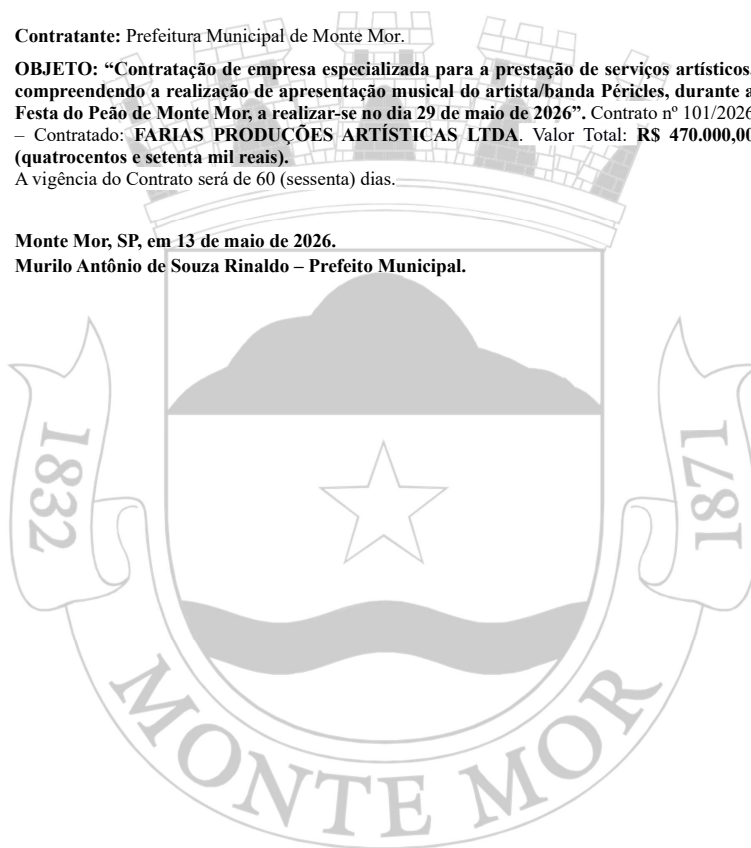 Contratante: Prefeitura Municipal de Monte Mor.
OBJETO: “Contratação de empresa especializada para a prestação de serviços artísticos,
compreendendo a realização de apresentação musical do artista/banda Péricles, durante a
Festa do Peão de Monte Mor, a realizar-se no dia 29 de maio de 2026”. Contrato nº 101/2026
– Contratado: FARIAS PRODUÇÕES ARTÍSTICAS LTDA. Valor Total: R$ 470.000,00
(quatrocentos e setenta mil reais).
A vigência do Contrato será de 60 (sessenta) dias.
Monte Mor, SP, em 13 de maio de 2026.
Murilo Antônio de Souza Rinaldo – Prefeito Municipal.
1832
1871
MONTE MOR